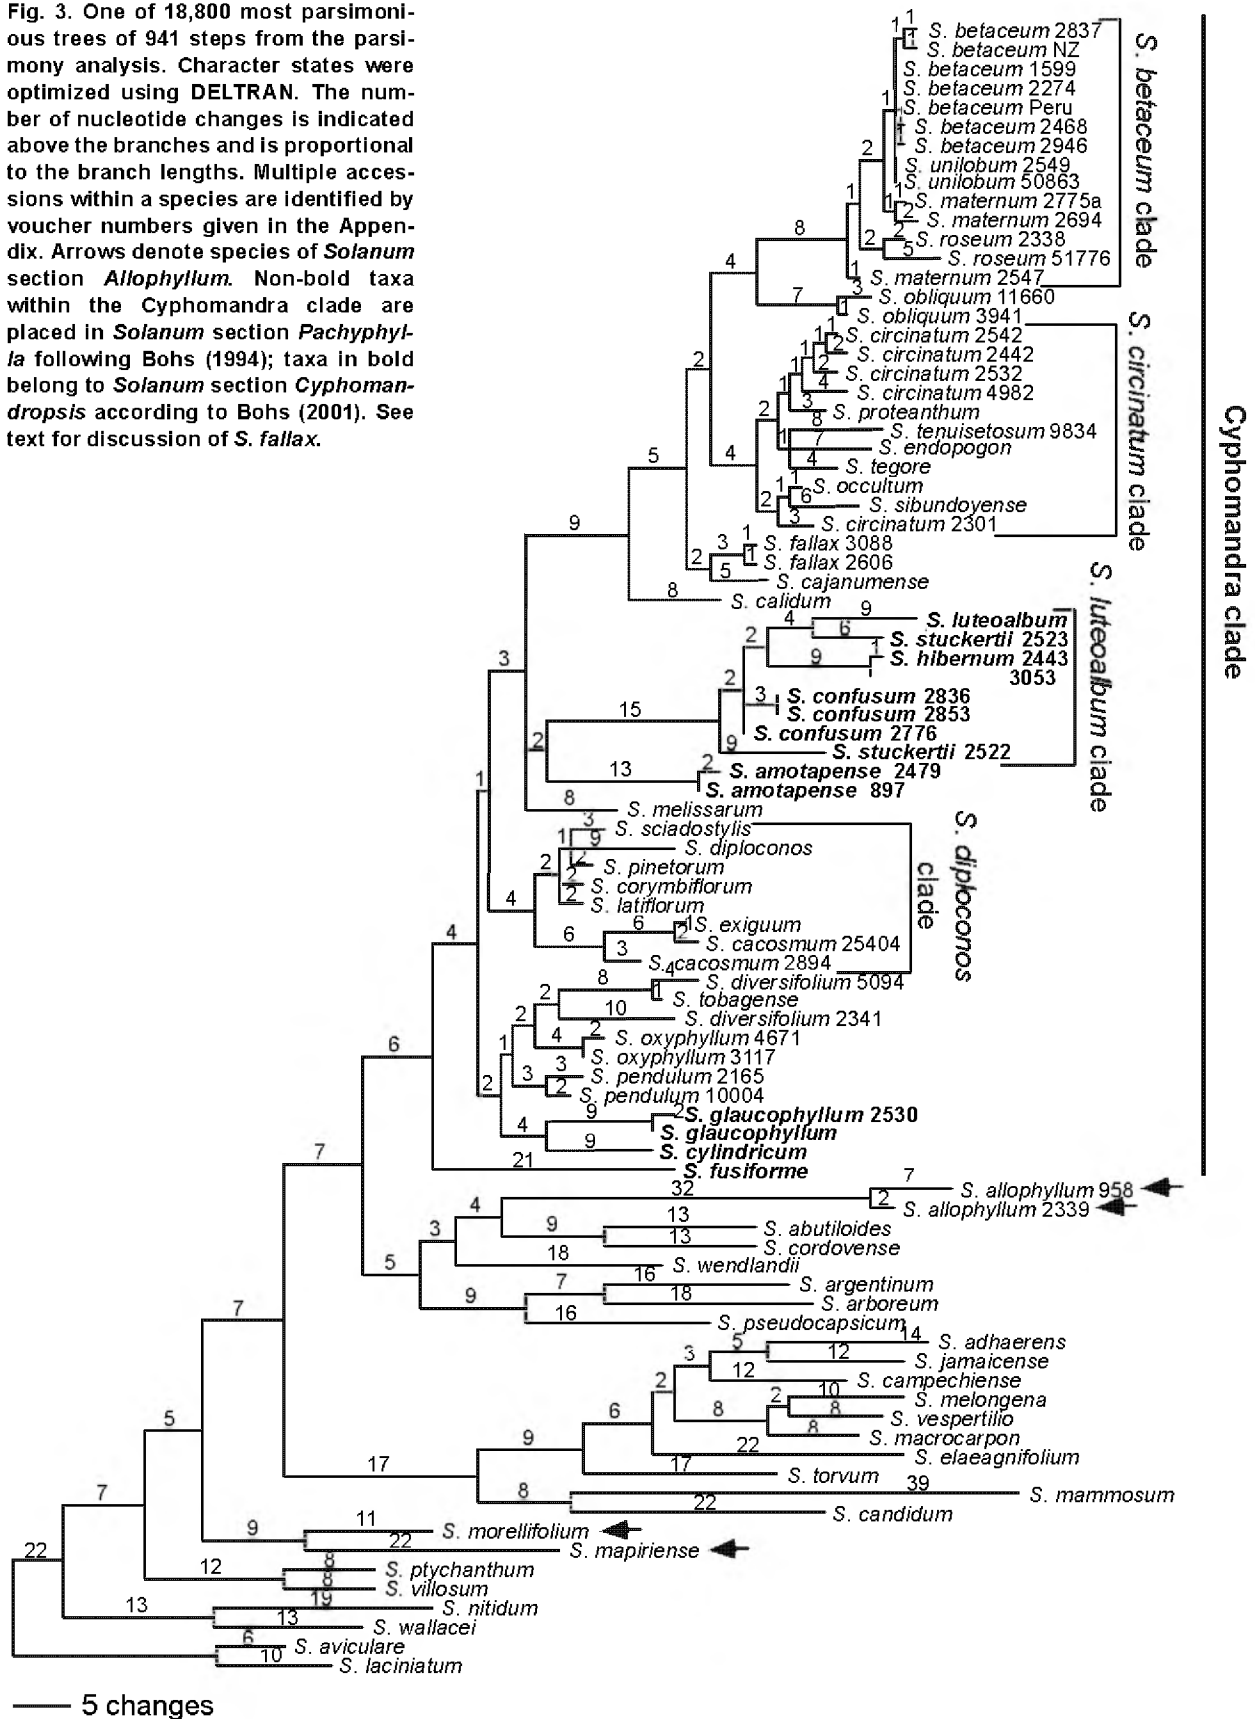 Fig. 3. One of 18,800 most parsimoni-
ous trees of 941 steps from the parsi-
mony analysis. Character states were
optimized using DELTRAN. The num-
ber of nucleotide changes is indicated
above the branches and is proportional
to the branch lengths. Multiple acces-
sions within a species are identified by
voucher numbers given in the Appen-
dix. Arrows denote species of Solanum
section Allophyllum. Non-bold taxa
within the Cyphomandra clade are
placed in Solanum section Pachyphyl-
la following Bohs (1994); taxa in bold
belong to Solanum section Cyphoman-
dropsis according to Bohs (2001). See
text for discussion of S. fallax.
S. betaceum 2837
S. betaceum NZ
S. betaceum 1599
S. betaceum 2274
S. betaceum Peru
S. betaceum 2468
S. betaceum 2946
S. unilobum 2549
S. unilobum 50863
S. maternum 2775a
S. maternum 2694
S. roseum 2338
S. roseum 51776
S. maternum 2547
S. betaceum clade
S. obliquum 11660
S. obliquum 3941
S. circinatum 2542
S. circinatum 2442
S. circinatum 2532
S. circinatum 4982
S. proteanthum
S. tenuisetosum 9834
S. endopogon
S. tegore
S. occultum
S. sibundoyense
S. circinatum 2301
S. circinatum clade
S. fallax 3088
S. fallax 2606
S. cajanumense
S. calidum
S. luteoalbum
S. stuckertii 2523
S. hibernum 2443
3053
S. confusum 2836
S. confusum 2853
S. confusum 2776
S. stuckertii 2522
S. luteoalbum clade
S. amotapense 2479
S. amotapense 897
S. melissarum
S. sciadostylis
S. diploconos
S. pinetorum
S. corymbiflorum
S. latiflorum
S. exiguum
S. cacosmum 25404
S. cacosmum 2894
S. diploconos
clade
S. diversifolium 5094
S. tobagense
S. diversifolium 2341
S. oxyphyllum 4671
S. oxyphyllum 3117
S. pendulum 2165
S. pendulum 10004
S. glaucophyllum 2530
S. glaucophyllum
S. cylindricum
S. fusiforme
Cyphomandra clade
S. allophyllum 958
S. allophyllum 2339
S. abutiloides
S. cordovense
S. wendlandii
S. argentinum
S. arboreum
S. pseudocapsicum
S. adhaerens
S. jamaicense
S. campechiense
S. melongena
S. vespertilio
S. macrocarpon
S. elaeagnifolium
S. torvum
S. mammosum
S. candidum
S. morellifolium
S. mapiriense
S. ptychanthum
S. villosum
S. nitidum
S. wallacei
S. aviculare
S. laciniatum
5 changes